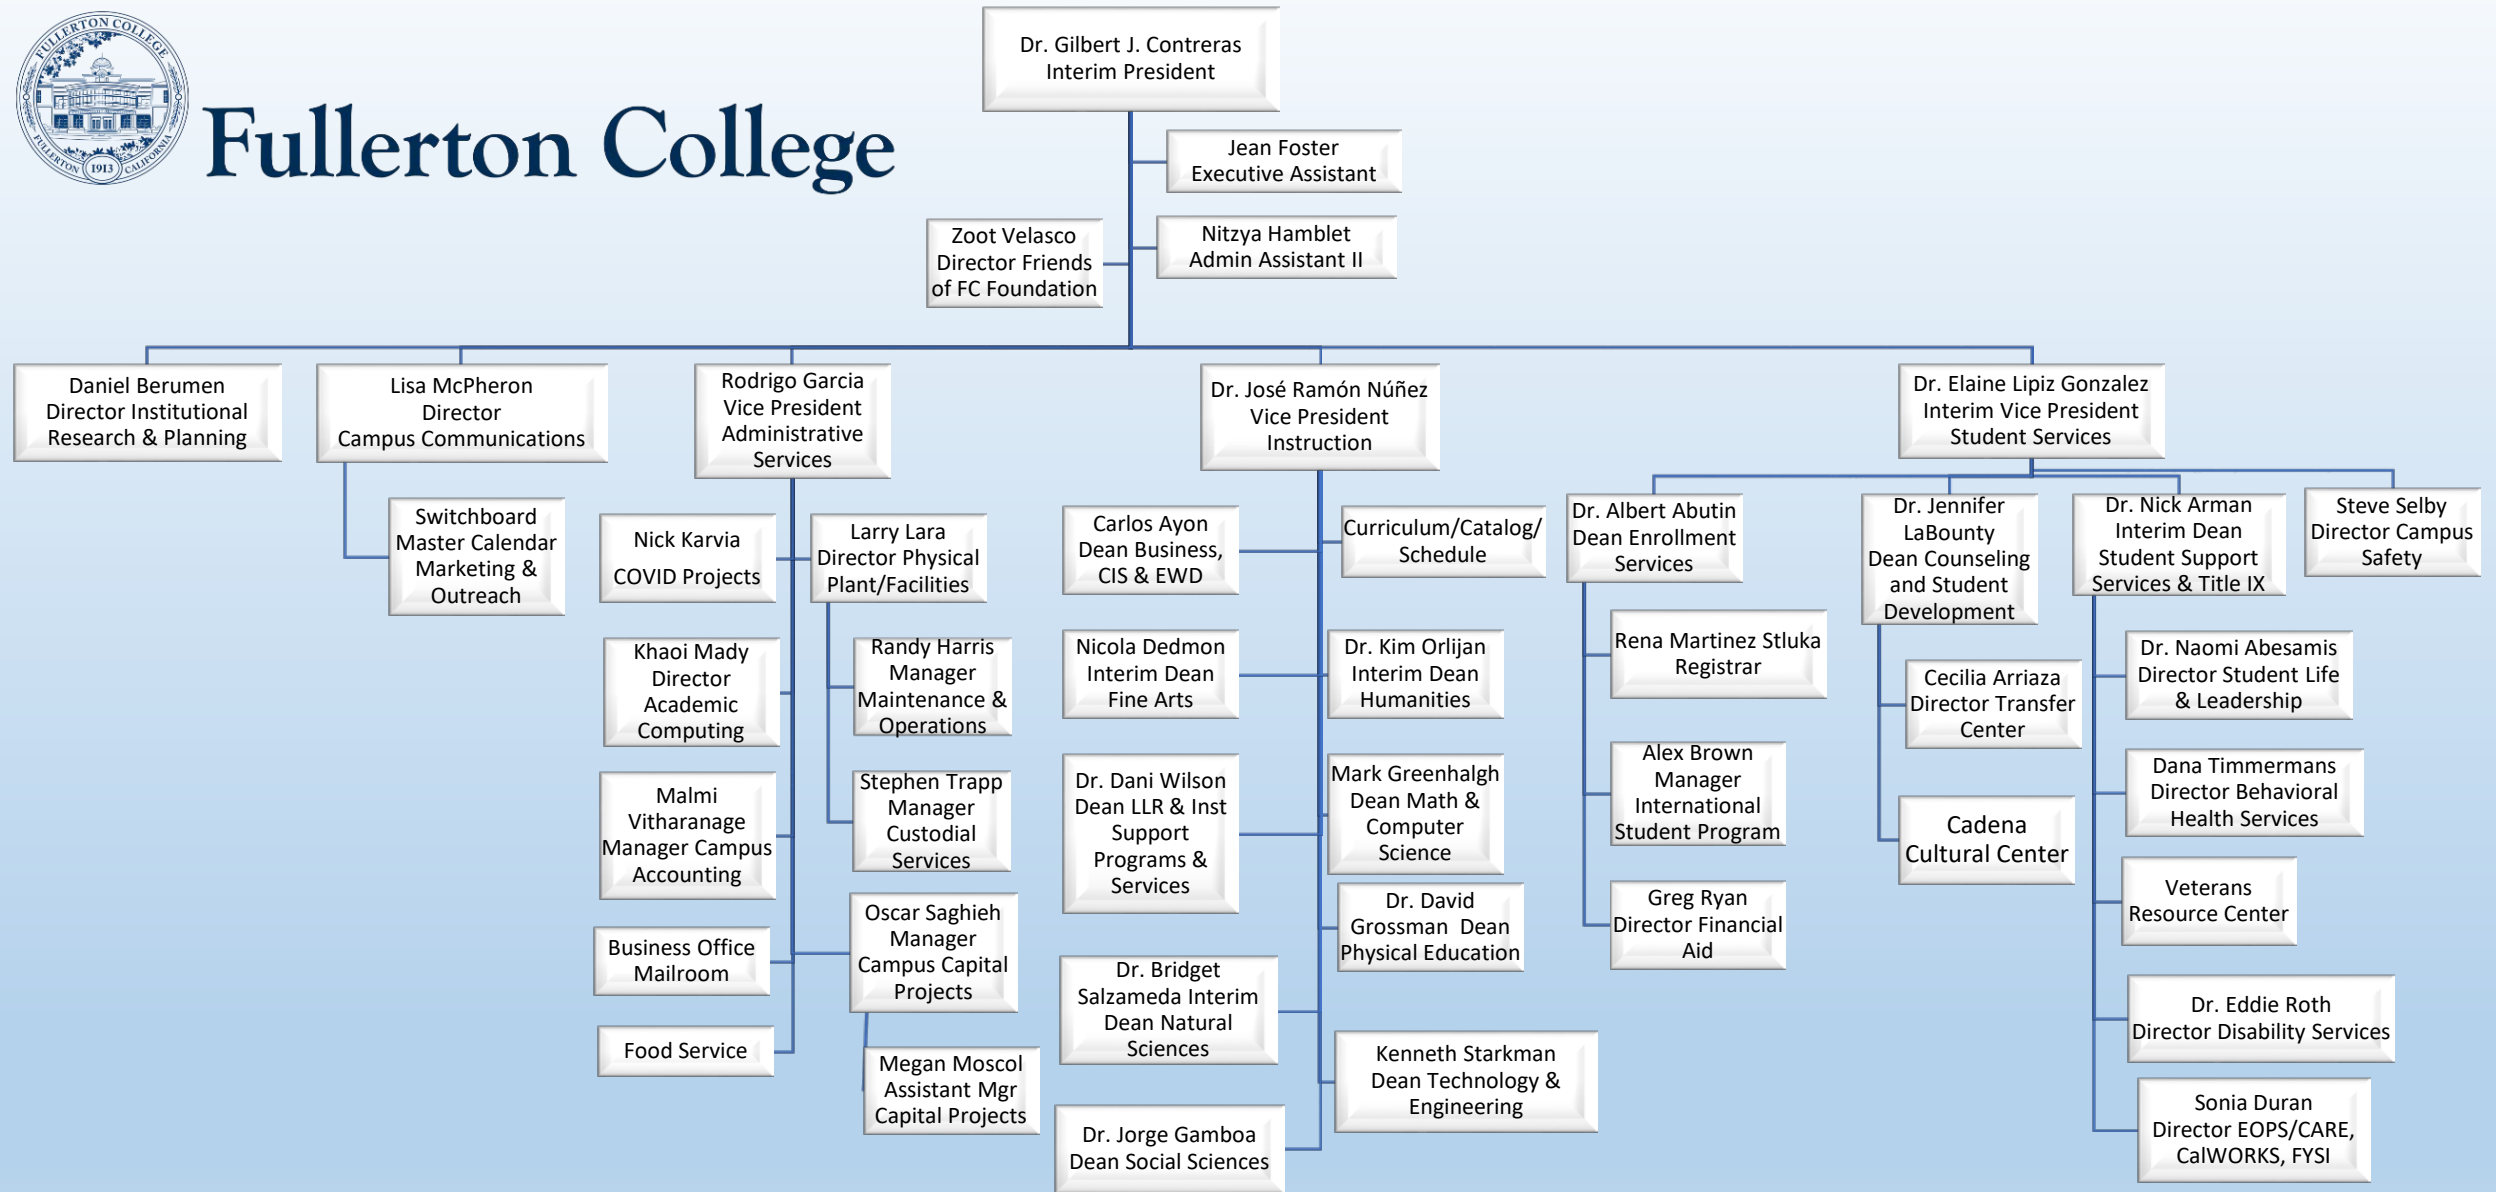 FULLERTON COLLEGE
FULLERTON CALIFORNIA
1913
Fullerton College
Dr. Gilbert J. Contreras
Interim President
Jean Foster
Executive Assistant
Zoot Velasco
Director Friends
of FC Foundation
Nitzya Hamblet
Admin Assistant II
Daniel Berumen
Director Institutional
Research & Planning
Lisa McPheron
Director
Campus Communications
Rodrigo Garcia
Vice President
Administrative
Services
Dr. José Ramón Núñez
Vice President
Instruction
Dr. Elaine Lipiz Gonzalez
Interim Vice President
Student Services
Switchboard
Master Calendar
Marketing &
Outreach
Nick Karvia
COVID Projects
Larry Lara
Director Physical
Plant/Facilities
Khaoi Mady
Director
Academic
Computing
Randy Harris
Manager
Maintenance &
Operations
Malmi
Vitharanage
Manager Campus
Accounting
Stephen Trapp
Manager
Custodial
Services
Business Office
Mailroom
Oscar Saghieh
Manager
Campus Capital
Projects
Food Service
Megan Moscol
Assistant Mgr
Capital Projects
Carlos Ayon
Dean Business,
CIS & EWD
Curriculum/Catalog/
Schedule
Nicola Dedmon
Interim Dean
Fine Arts
Dr. Kim Orlijan
Interim Dean
Humanities
Dr. Dani Wilson
Dean LLR & Inst
Support
Programs &
Services
Mark Greenhalgh
Dean Math &
Computer
Science
Dr. David
Grossman Dean
Physical Education
Dr. Bridget
Salzameda Interim
Dean Natural
Sciences
Kenneth Starkman
Dean Technology &
Engineering
Dr. Jorge Gamboa
Dean Social Sciences
Dr. Albert Abutin
Dean Enrollment
Services
Rena Martinez Stluka
Registrar
Alex Brown
Manager
International
Student Program
Greg Ryan
Director Financial
Aid
Dr. Jennifer
LaBounty
Dean Counseling
and Student
Development
Cecilia Arriaza
Director Transfer
Center
Cadena
Cultural Center
Dr. Nick Arman
Interim Dean
Student Support
Services & Title IX
Dr. Naomi Abesamis
Director Student Life
& Leadership
Dana Timmermans
Director Behavioral
Health Services
Veterans
Resource Center
Dr. Eddie Roth
Director Disability Services
Sonia Duran
Director EOPS/CARE,
CalWORKS, FYSI
Steve Selby
Director Campus
Safety